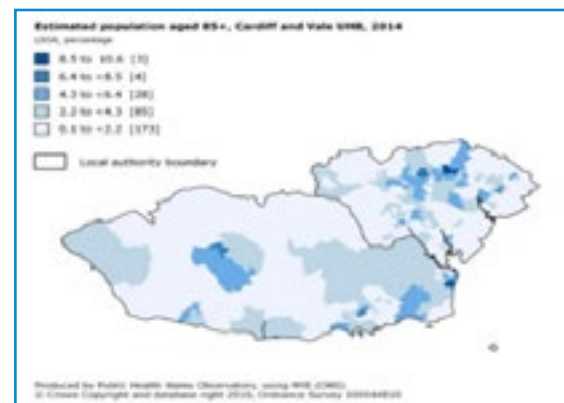 Estimated population aged 85+, Cardiff and Vale UHB, 2014
LSOA, percentage
8.5 to 10.6 [3]
6.4 to <8.5 [4]
4.3 to <6.4 [28]
2.2 to <4.3 [85]
0.1 to <2.2 [173]
Local authority boundary
Produced by Public Health Wales Observatory, using MYE (ONS)
© Crown Copyright and database right 2016, Ordnance Survey